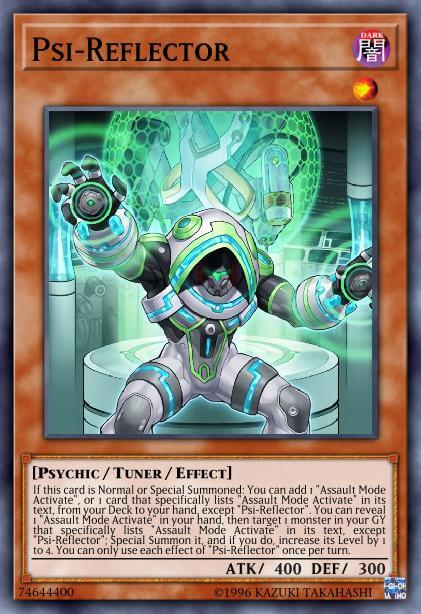 PSI-REFLECTOR
DARK
闇
[PSYCHIC / TUNER / EFFECT]
If this card is Normal or Special Summoned: You can add 1 "Assault Mode
Activate", or 1 card that specifically lists "Assault Mode Activate" in its
text, from your Deck to your hand, except "Psi-Reflector". You can reveal
1 "Assault Mode Activate" in your hand, then target 1 monster in your GY
that specifically lists "Assault Mode Activate" in its text, except
"Psi-Reflector"; Special Summon it, and if you do, increase its Level by 1
to 4. You can only use each effect of "Psi-Reflector" once per turn.
ATK/ 400 DEF/ 300
74644400
©1996 KAZUKI TAKAHASHI